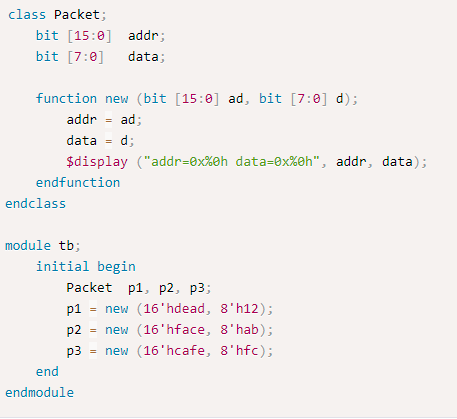 class Packet;
    bit [15:0]  addr;
    bit [7:0]   data;

    function new (bit [15:0] ad, bit [7:0] d);
        addr = ad;
        data = d;
        $display ("addr=0x%0h data=0x%0h", addr, data);
    endfunction
endclass

module tb;
    initial begin
        Packet  p1, p2, p3;
        p1 = new (16'hdead, 8'h12);
        p2 = new (16'hface, 8'hab);
        p3 = new (16'hcafe, 8'hfc);
    end
endmodule